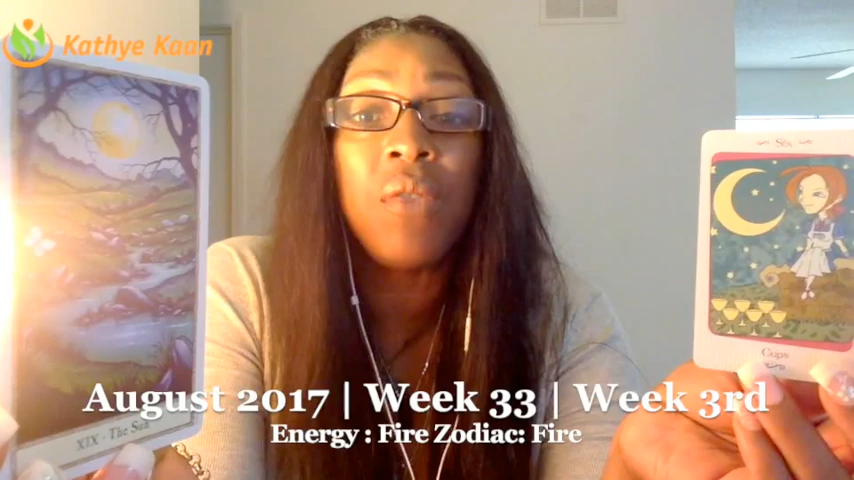 Kathye Kaan
Six
Cups
XIX - The Sun
August 2017 | Week 33 | Week 3rd
Energy : Fire Zodiac: Fire